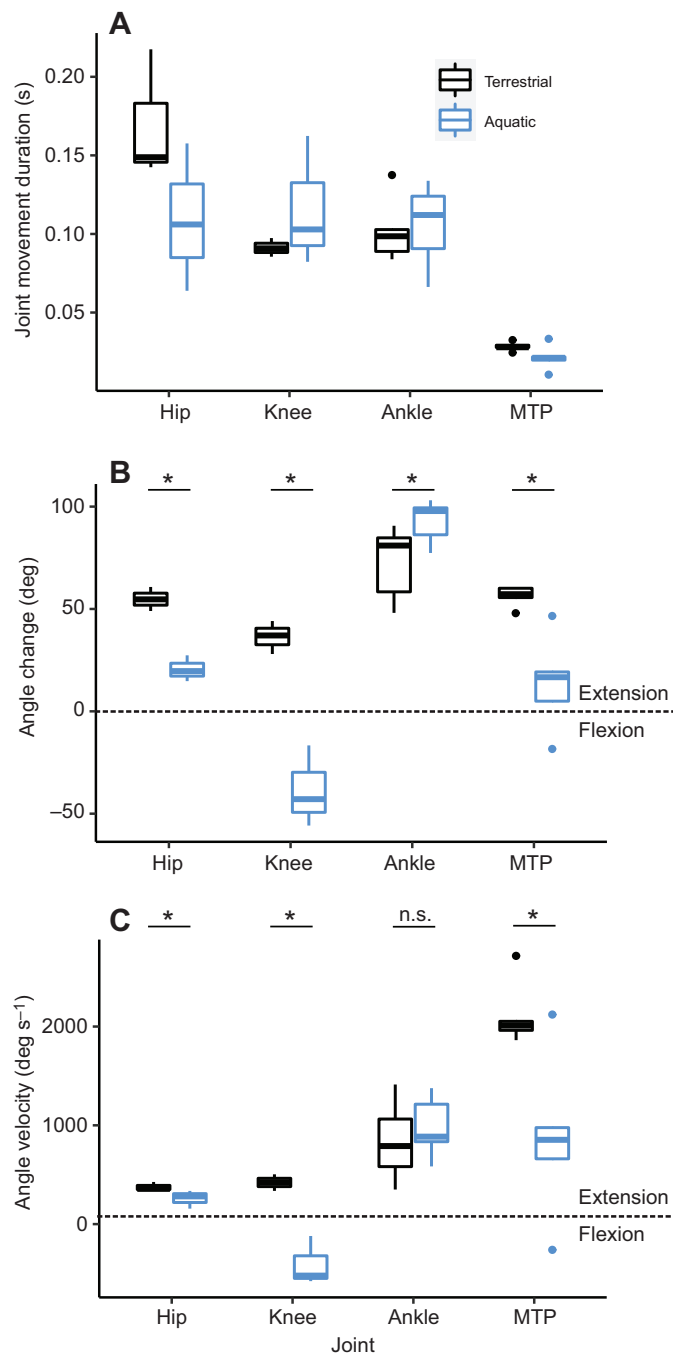 A
Joint movement duration (s)
0.20
0.15
0.10
0.05
Terrestrial
Aquatic
Hip Knee Ankle MTP
B
* * * *
Angle change (deg)
100
50
0
–50
Extension
Flexion
Hip Knee Ankle MTP
C
* * n.s. *
Angle velocity (deg s–1)
2000
1000
0
Extension
Flexion
Hip Knee Ankle MTP
Joint